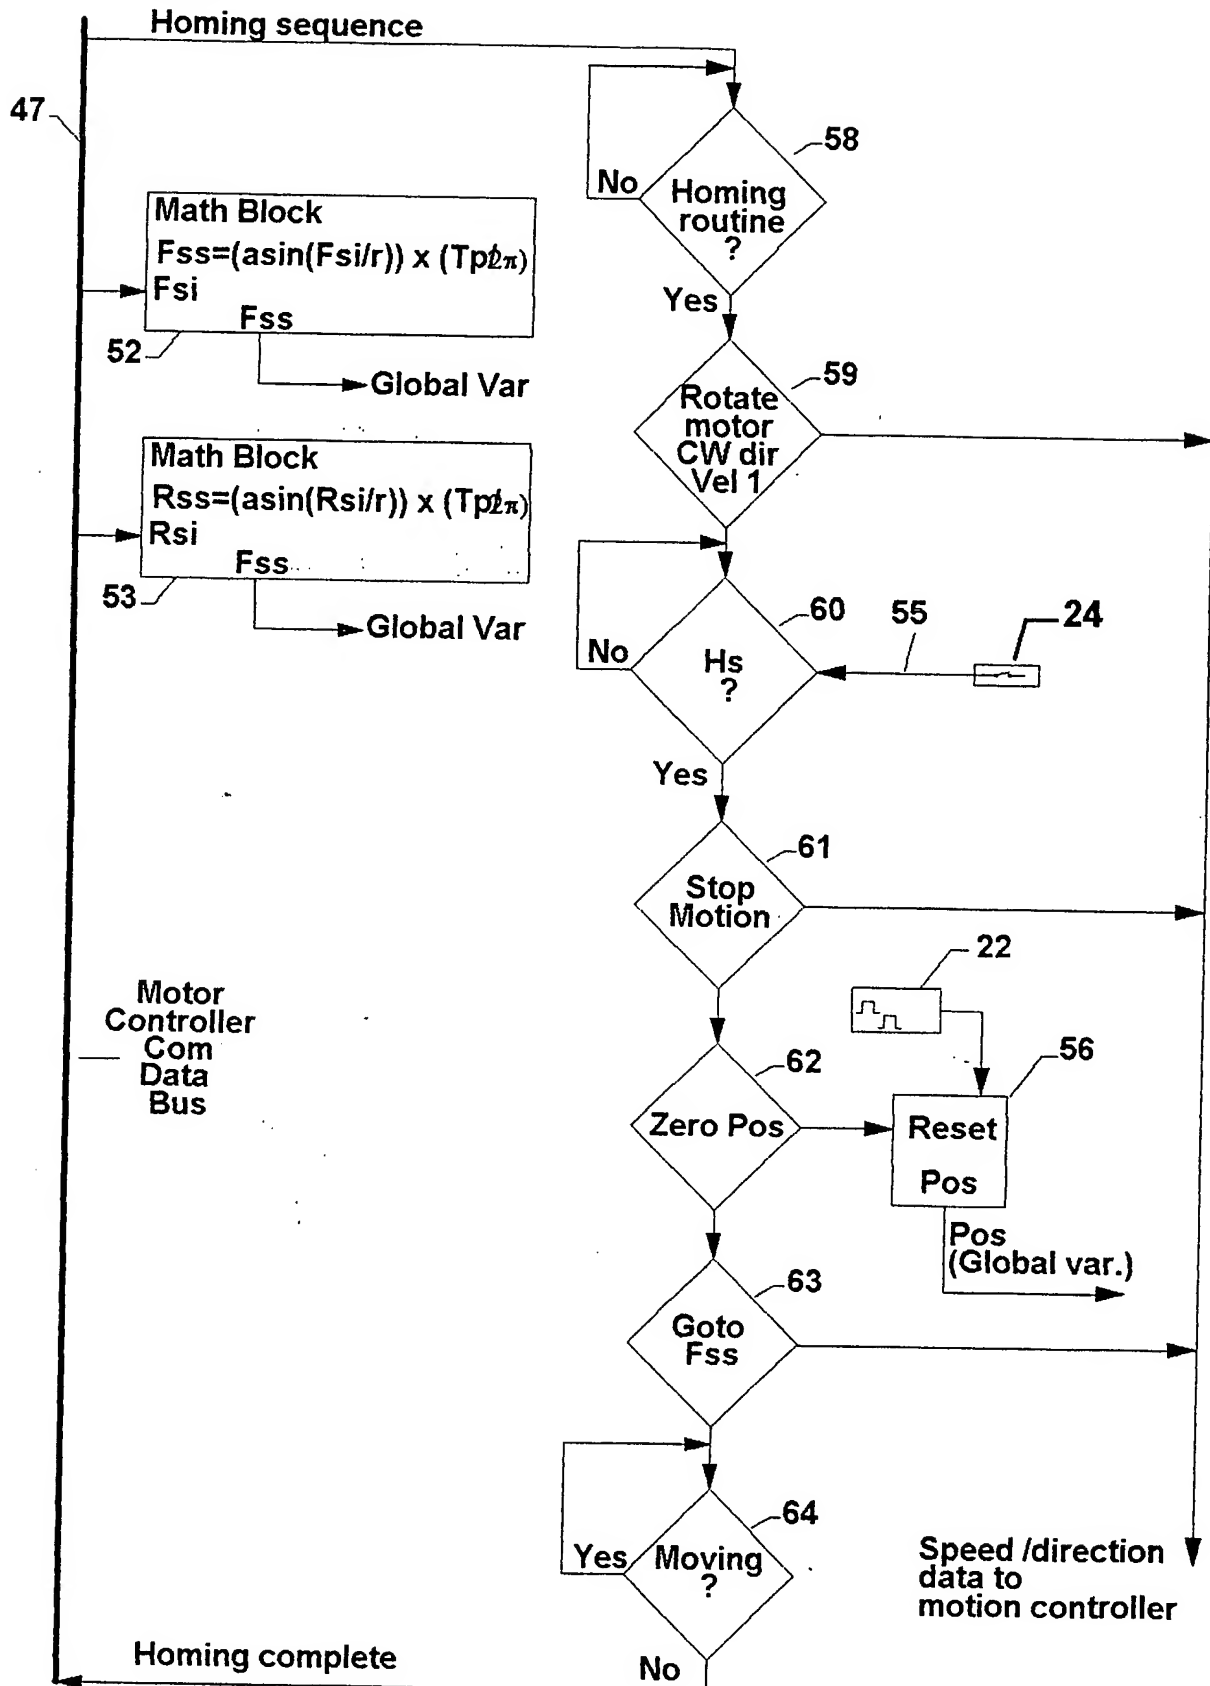 Homing sequence
47
58
No
Homing
routine
?
Yes
Math Block
Fss=(asin(Fsi/r)) x (Tp/2π)
Fsi
Fss
52
Global Var
59
Rotate
motor
CW dir
Vel 1
Math Block
Rss=(asin(Rsi/r)) x (Tp/2π)
Rsi
Fss
53
Global Var
60
55
24
No
Hs
?
Yes
61
Stop
Motion
22
Motor
Controller
Com
Data
Bus
62
56
Zero Pos
Reset
Pos
Pos
(Global var.)
63
Goto
Fss
64
Yes
Moving
?
Speed /direction
data to
motion controller
Homing complete
No